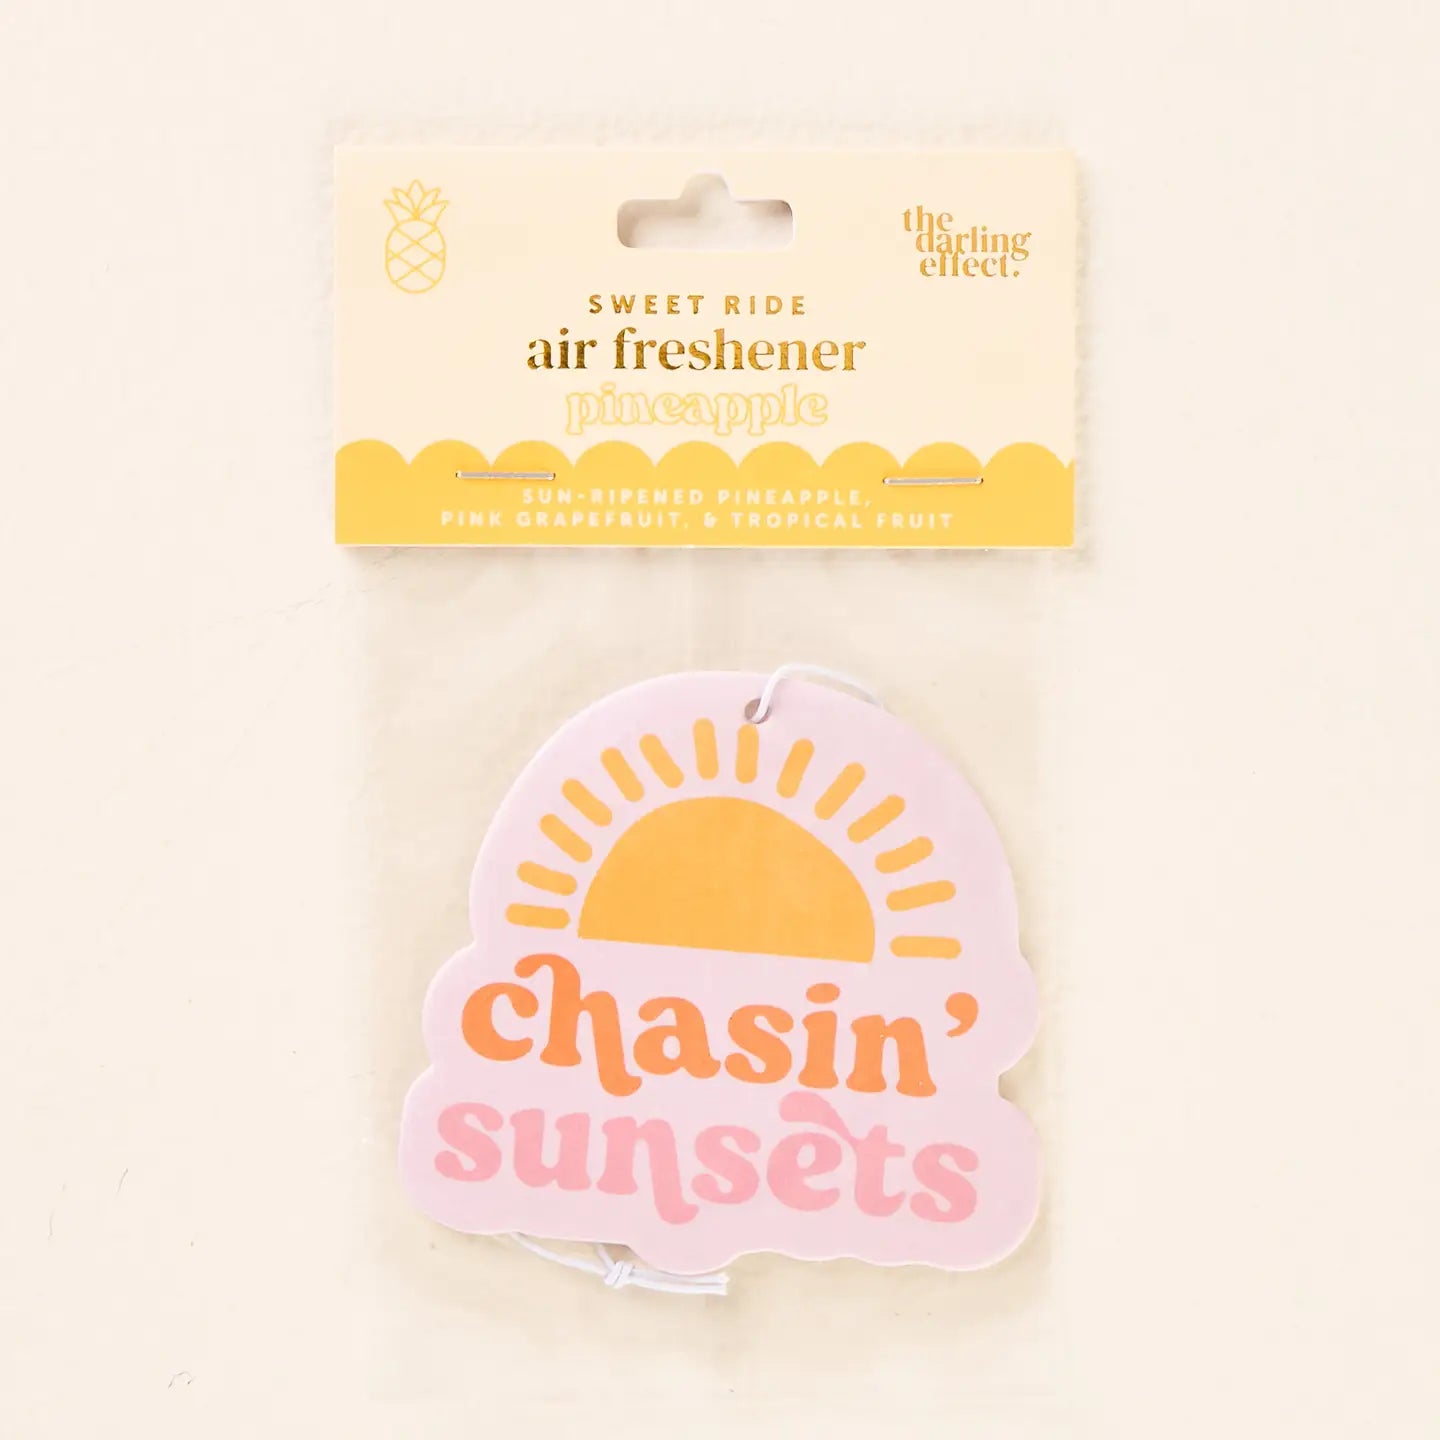 the
darling
effect.
SWEET RIDE
air freshener
pineapple
SUN-RIPENED PINEAPPLE,
PINK GRAPEFRUIT, & TROPICAL FRUIT
chasin'
sunsets